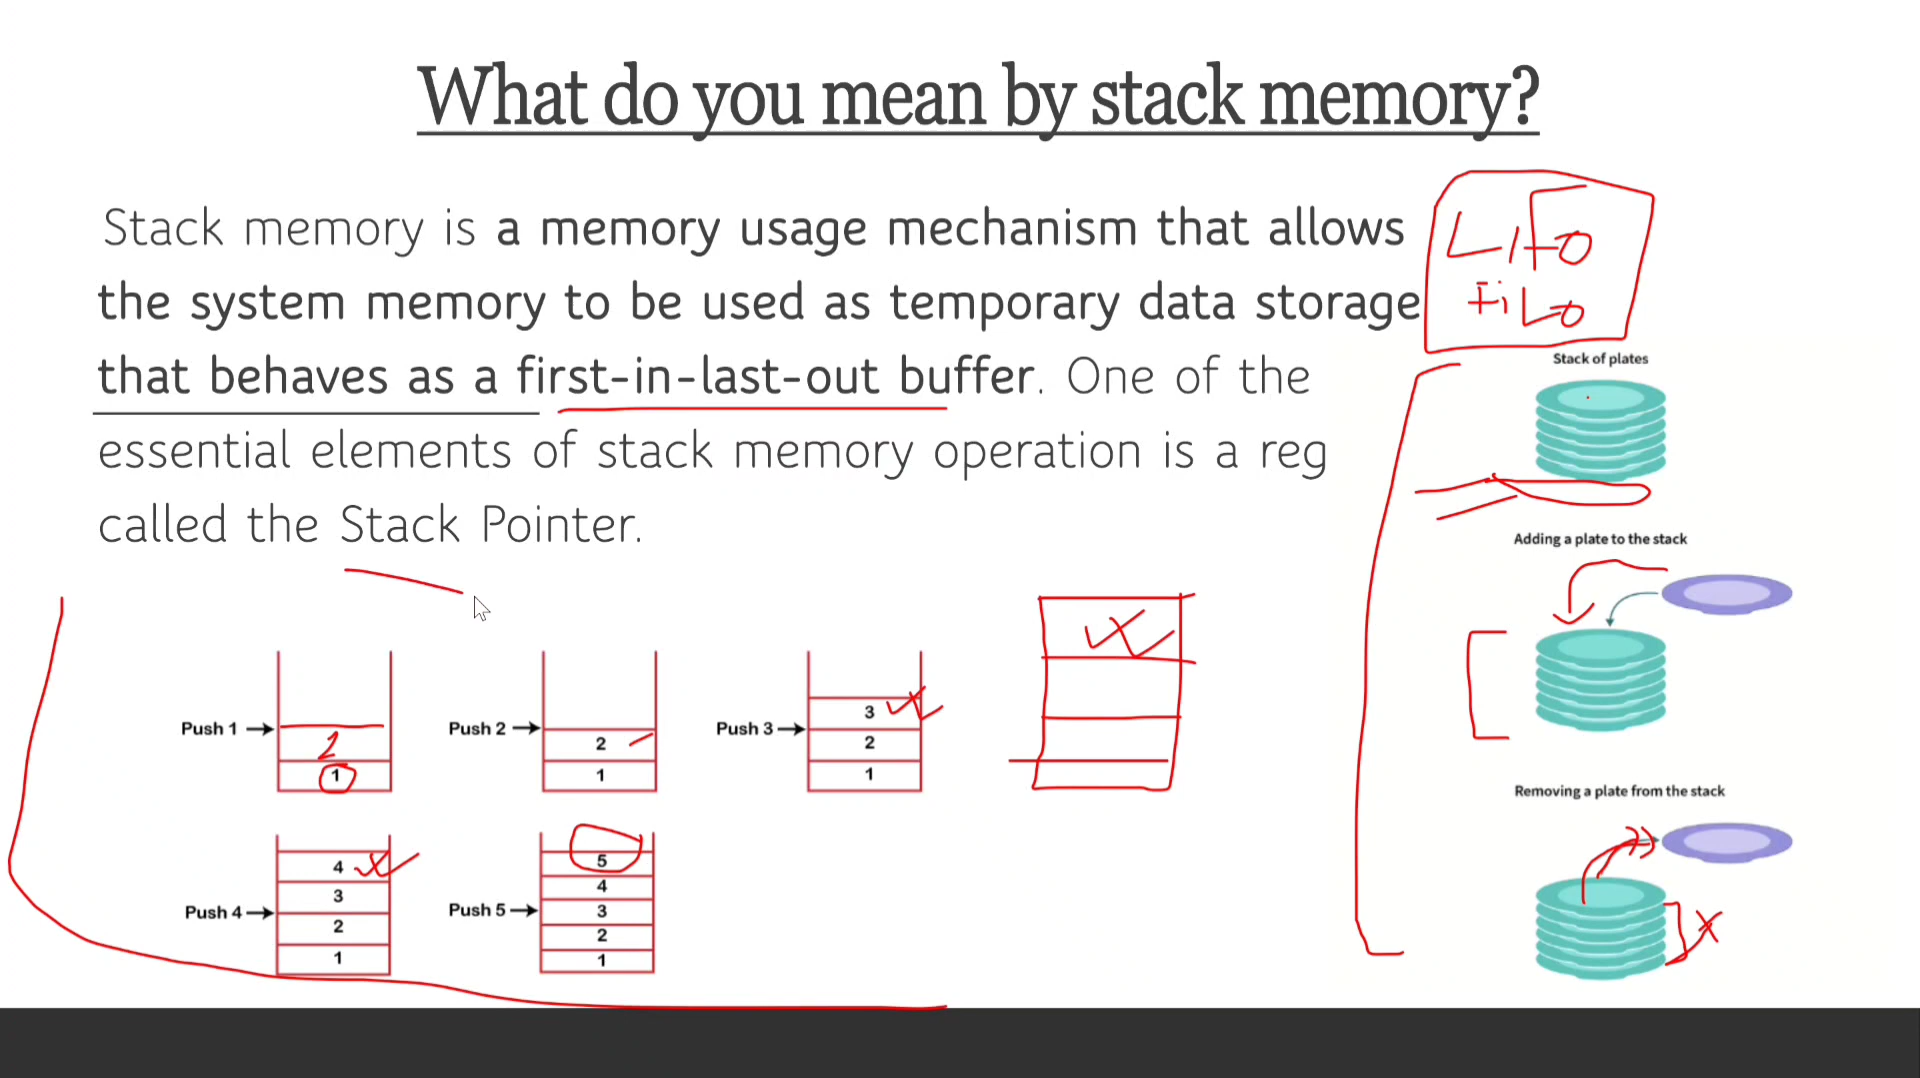 What do you mean by stack memory?
Stack memory is a memory usage mechanism that allows
the system memory to be used as temporary data storage
that behaves as a first-in-last-out buffer. One of the
essential elements of stack memory operation is a reg
called the Stack Pointer.
LIFO
FiLO
Stack of plates
Adding a plate to the stack
Removing a plate from the stack
Push 1
2
1
Push 2
2
1
Push 3
3
2
1
Push 4
4
3
2
1
Push 5
5
4
3
2
1